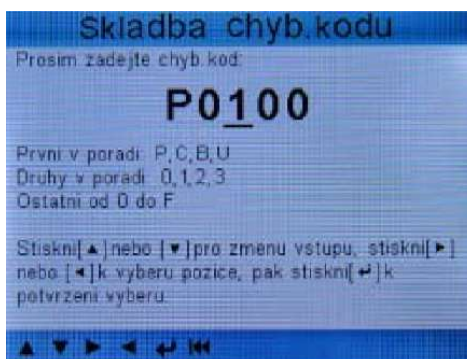 Skladba chyb.kodu
Prosim zadejte chyb.kod:
P0100
Prvni v poradi: P,C,B,U
Druhy v poradi: 0,1,2,3
Ostatni od 0 do F
Stiskni[▲]nebo [▼]pro zmenu vstupu, stiskni[►]
nebo [◄]k vyberu pozice, pak stiskni[↵]k
potvrzeni vyberu.
▲ ▼ ► ◄ ↵ ⏮